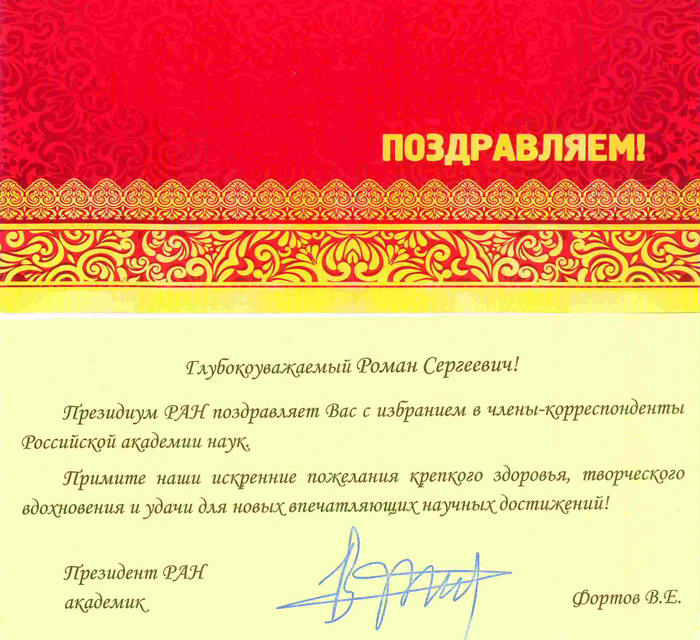 ПОЗДРАВЛЯЕМ!
Глубокоуважаемый Роман Сергеевич!
Президиум РАН поздравляет Вас с избранием в члены-корреспонденты
Российской академии наук.
Примите наши искренние пожелания крепкого здоровья, творческого
вдохновения и удачи для новых впечатляющих научных достижений!
Президент РАН
академик
Фортов В.Е.